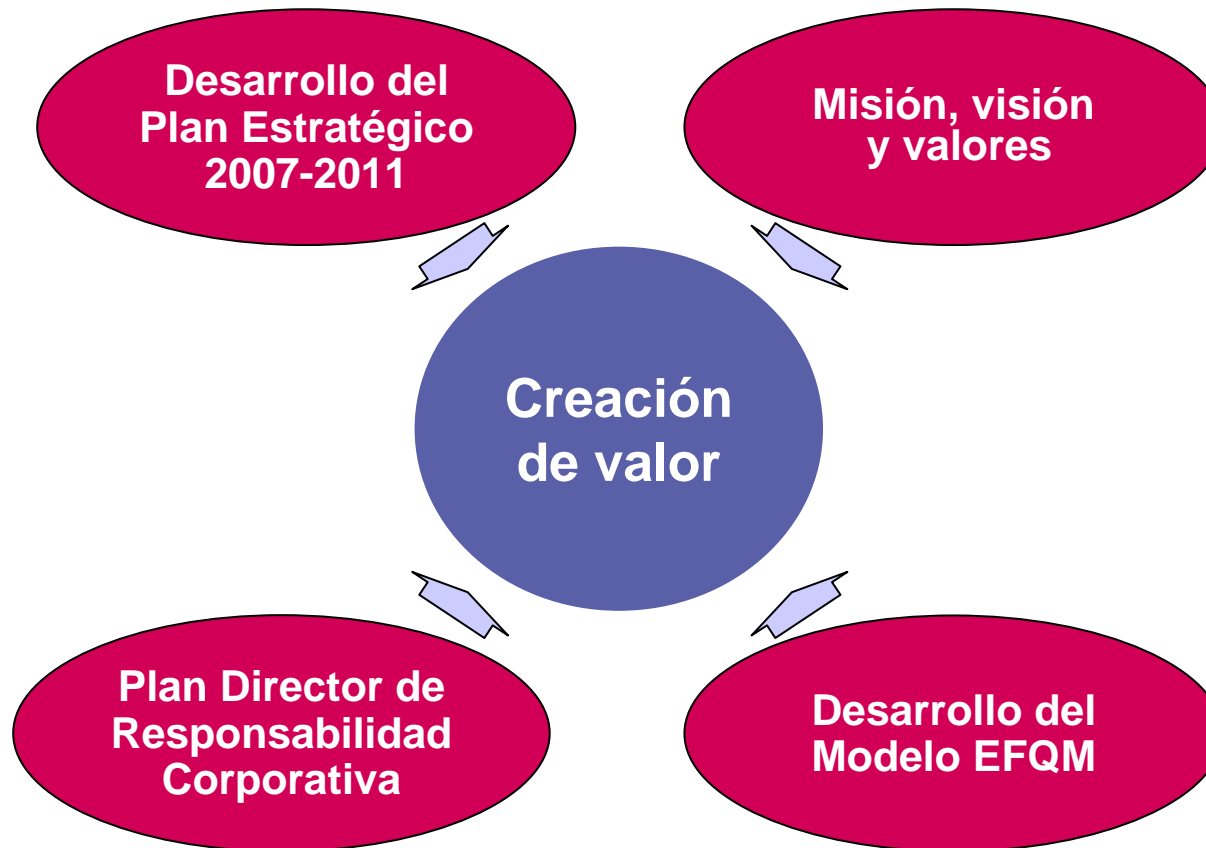 Desarrollo del
Plan Estratégico
2007-2011
Misión, visión
y valores
Creación
de valor
Plan Director de
Responsabilidad
Corporativa
Desarrollo del
Modelo EFQM